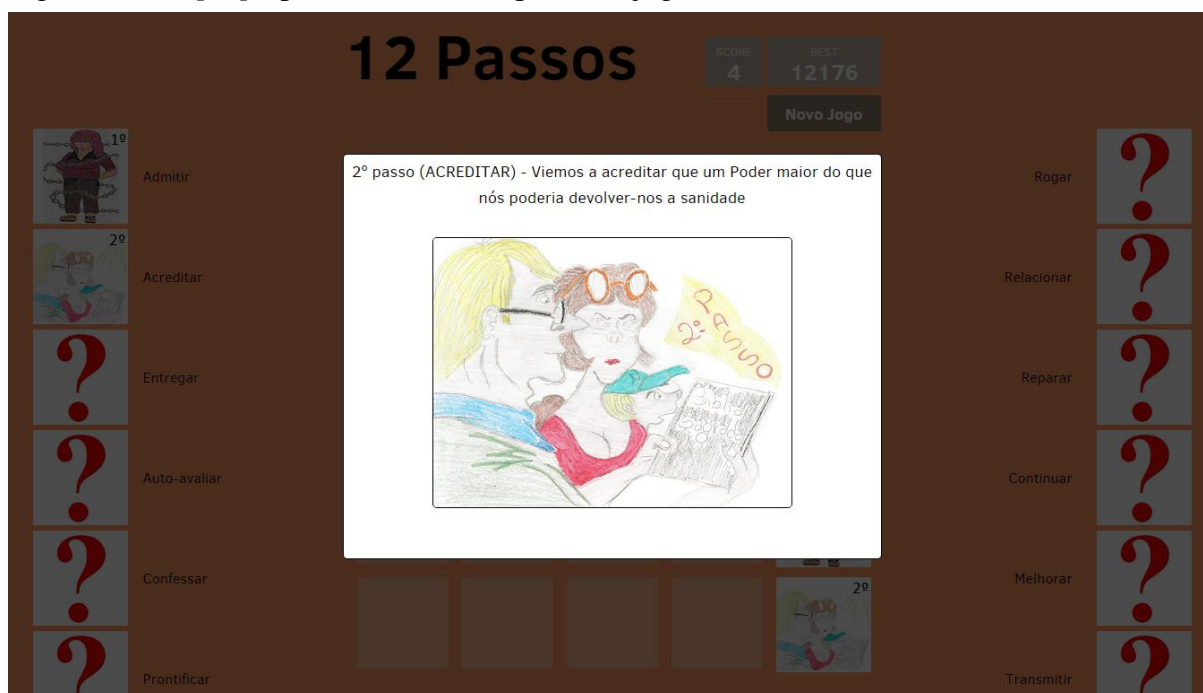 12 Passos
SCORE
4
BEST
12176
Novo Jogo
1º
Admitir
2º
Acreditar
Entregar
Auto-avaliar
Confessar
Prontificar
2º passo (ACREDITAR) - Viemos a acreditar que um Poder maior do que
nós poderia devolver-nos a sanidade
2º PASSO
2º
Rogar
Relacionar
Reparar
Continuar
Melhorar
Transmitir